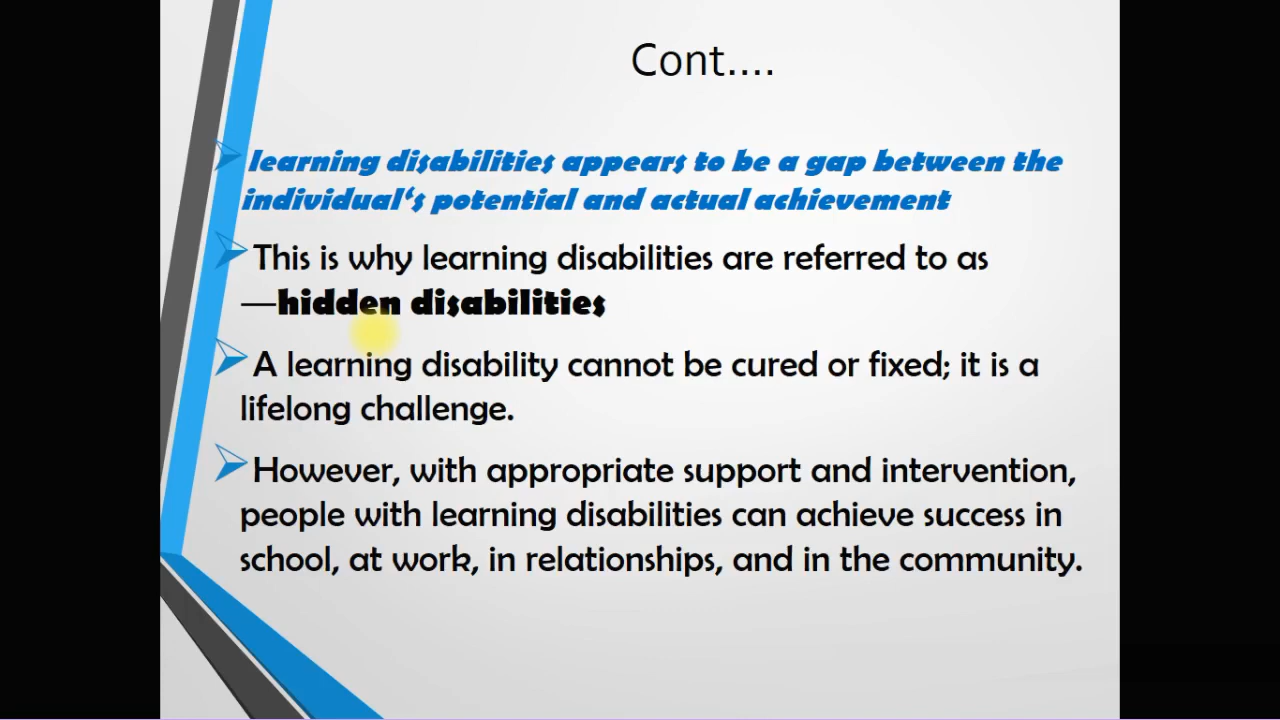 Cont....
learning disabilities appears to be a gap between the
individual‘s potential and actual achievement
This is why learning disabilities are referred to as
―hidden disabilities
A learning disability cannot be cured or fixed; it is a
lifelong challenge.
However, with appropriate support and intervention,
people with learning disabilities can achieve success in
school, at work, in relationships, and in the community.